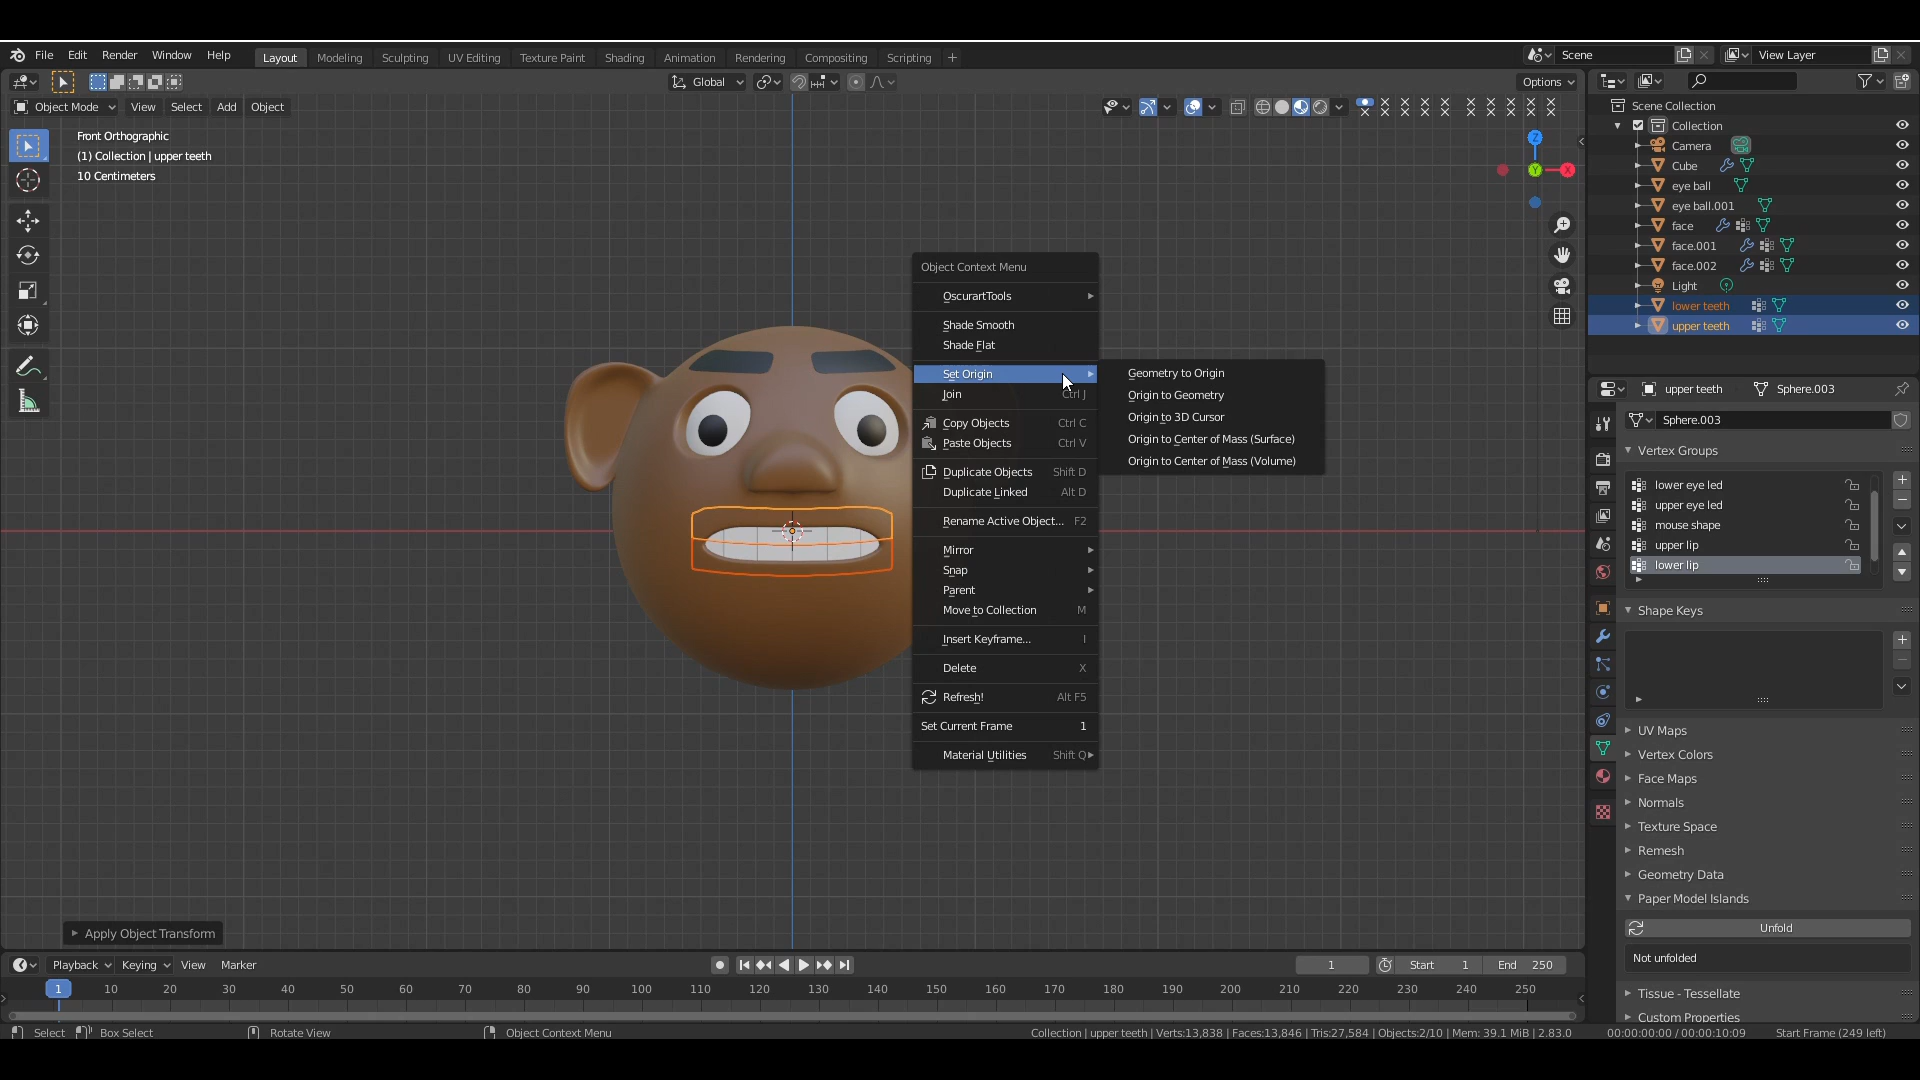 File Edit Render Window Help Layout Modeling Sculpting UV Editing Texture Paint Shading Animation Rendering Compositing Scripting + Scene View Layer
Global Options
Object Mode View Select Add Object
Front Orthographic
(1) Collection | upper teeth
10 Centimeters
Z
Y
X
Object Context Menu
OscurartTools
Shade Smooth
Shade Flat
Set Origin
Join Ctrl J
Copy Objects Ctrl C
Paste Objects Ctrl V
Duplicate Objects Shift D
Duplicate Linked Alt D
Rename Active Object... F2
Mirror
Snap
Parent
Move to Collection M
Insert Keyframe... I
Delete X
Refresh! Alt F5
Set Current Frame 1
Material Utilities Shift Q
Geometry to Origin
Origin to Geometry
Origin to 3D Cursor
Origin to Center of Mass (Surface)
Origin to Center of Mass (Volume)
Scene Collection
Collection
Camera
Cube
eye ball
eye ball.001
face
face.001
face.002
Light
lower teeth
upper teeth
upper teeth Sphere.003
Sphere.003
Vertex Groups
lower eye led
upper eye led
mouse shape
upper lip
lower lip
Shape Keys
UV Maps
Vertex Colors
Face Maps
Normals
Texture Space
Remesh
Geometry Data
Paper Model Islands
Unfold
Not unfolded
Tissue - Tessellate
Custom Properties
Apply Object Transform
Playback Keying View Marker 1 Start 1 End 250
1 10 20 30 40 50 60 70 80 90 100 110 120 130 140 150 160 170 180 190 200 210 220 230 240 250
Select Box Select Rotate View Object Context Menu Collection | upper teeth | Verts:13,838 | Faces:13,846 | Tris:27,584 | Objects:2/10 | Mem: 39.1 MiB | 2.83.0 00:00:00:00 / 00:00:10:09 Start Frame (249 left)